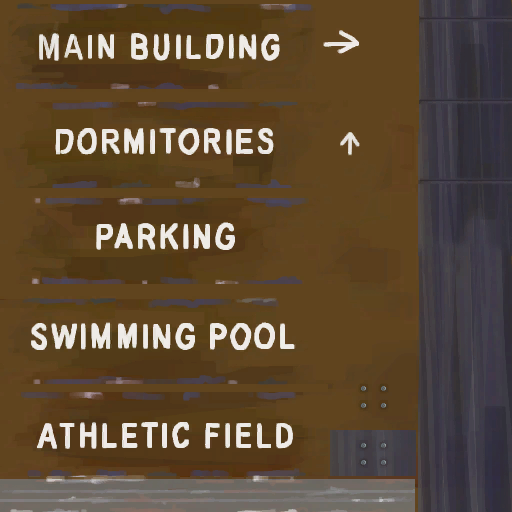 MAIN BUILDING →
DORMITORIES ↑
PARKING
SWIMMING POOL
ATHLETIC FIELD